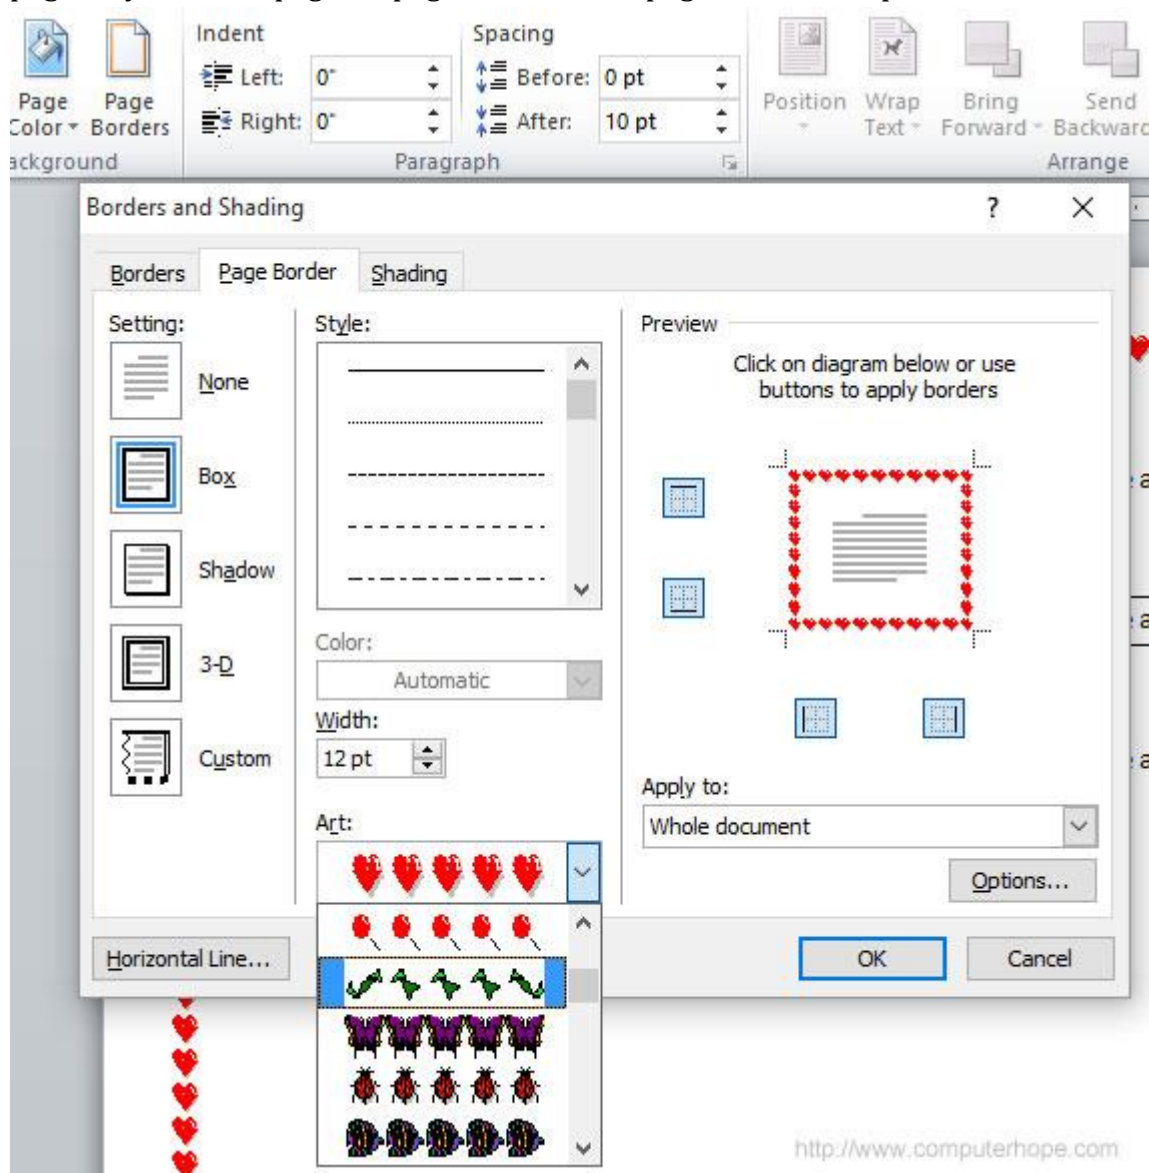 Indent
Spacing
Left: 0"
Before: 0 pt
Page Color
Page Borders
Right: 0"
After: 10 pt
Position
Wrap Text
Bring Forward
Send Backward
ackground
Paragraph
Arrange
Borders and Shading
?
Borders
Page Border
Shading
Setting:
None
Box
Shadow
3-D
Custom
Style:
Color:
Automatic
Width:
12 pt
Art:
Preview
Click on diagram below or use
buttons to apply borders
Apply to:
Whole document
Options...
Horizontal Line...
OK
Cancel
http://www.computerhope.com